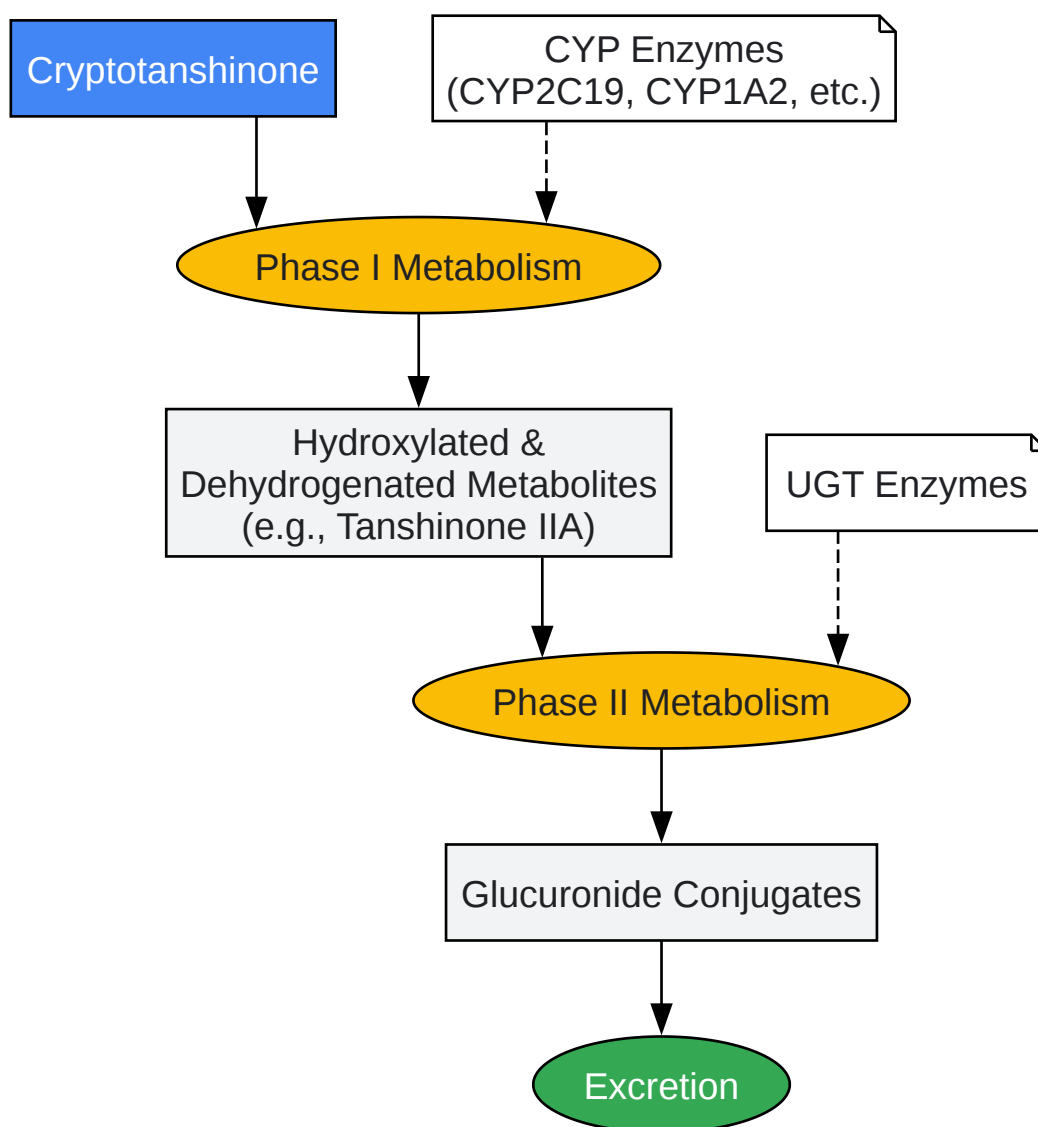 Cryptotanshinone
CYP Enzymes
(CYP2C19, CYP1A2, etc.)
Phase I Metabolism
Hydroxylated &
Dehydrogenated Metabolites
(e.g., Tanshinone IIA)
UGT Enzymes
Phase II Metabolism
Glucuronide Conjugates
Excretion